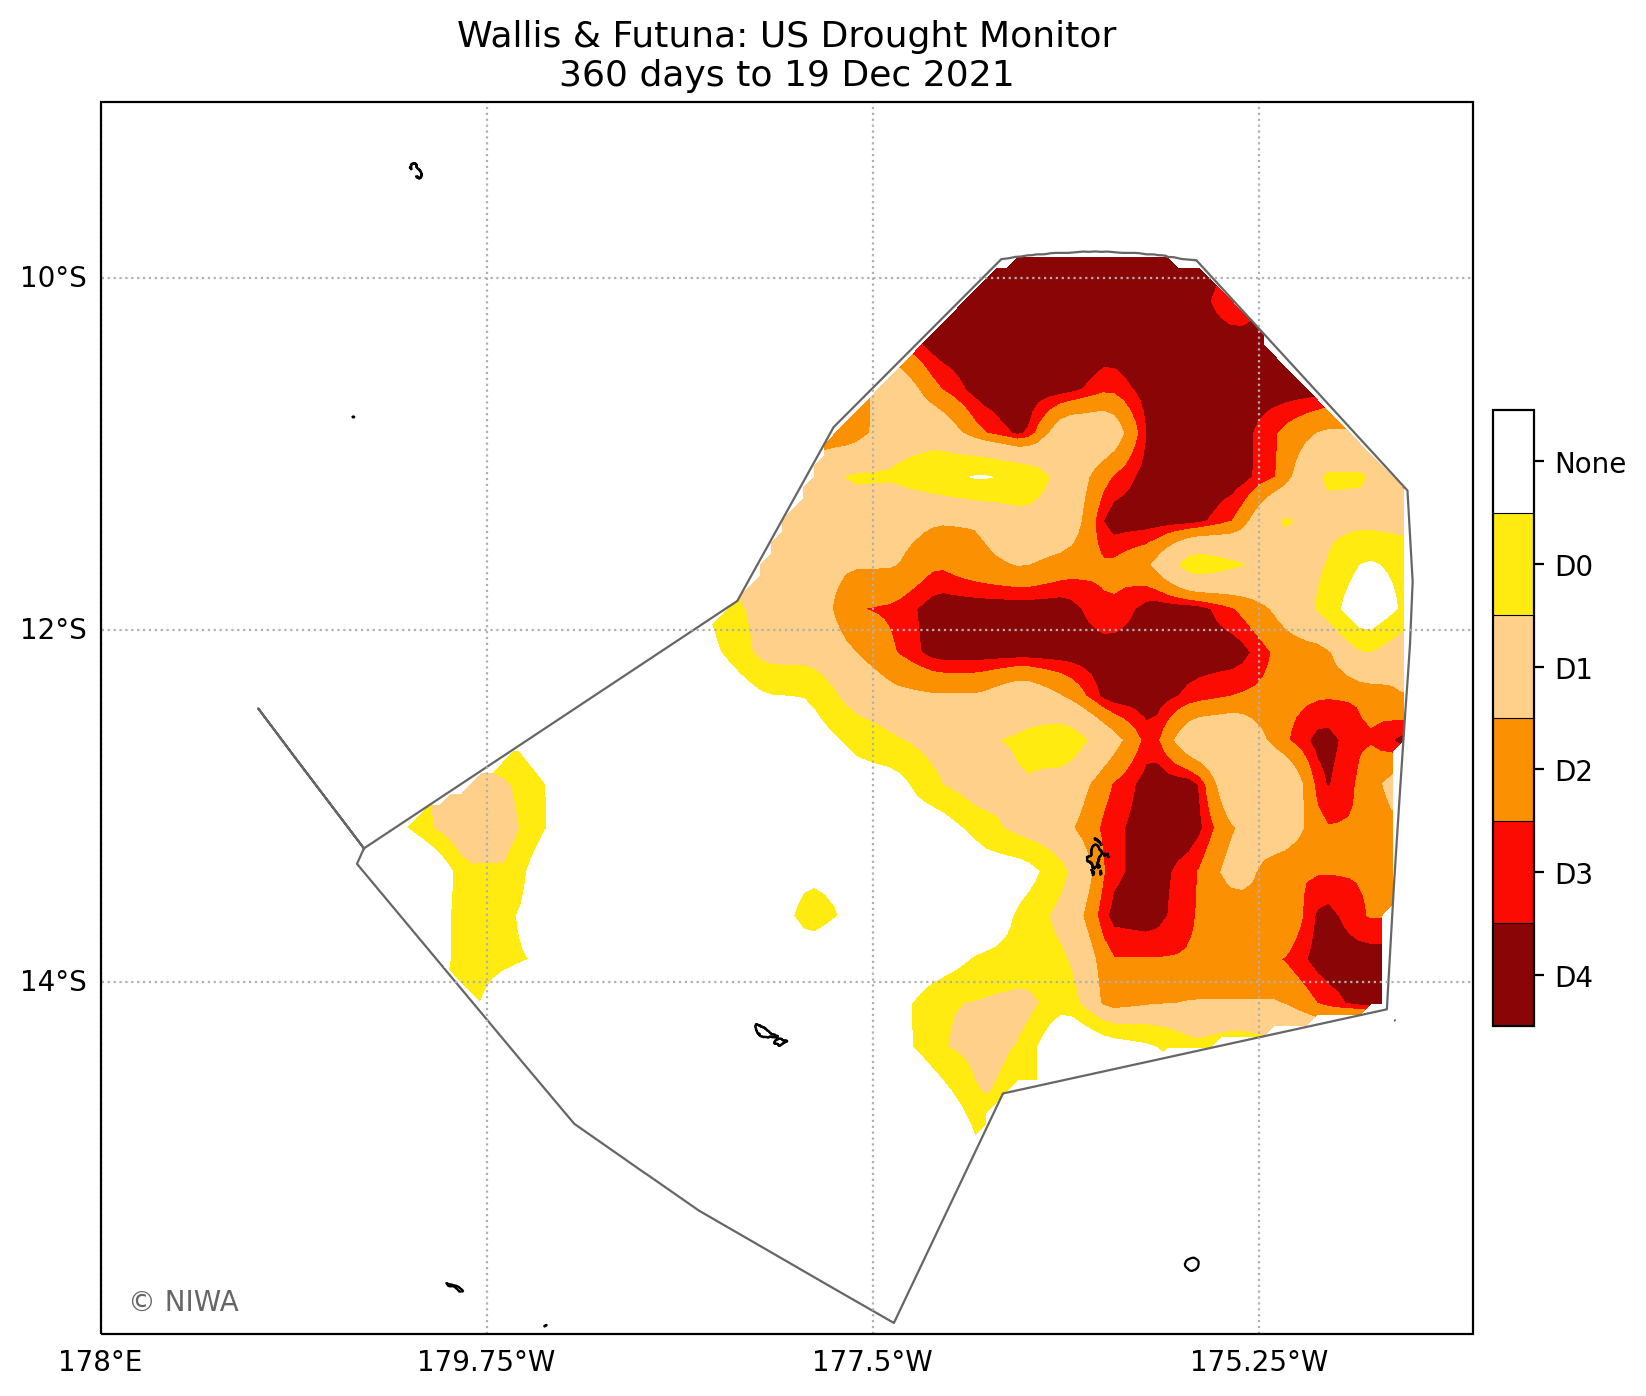 Wallis & Futuna: US Drought Monitor
360 days to 19 Dec 2021
10°S
12°S
14°S
178°E
179.75°W
177.5°W
175.25°W
None
D0
D1
D2
D3
D4
© NIWA